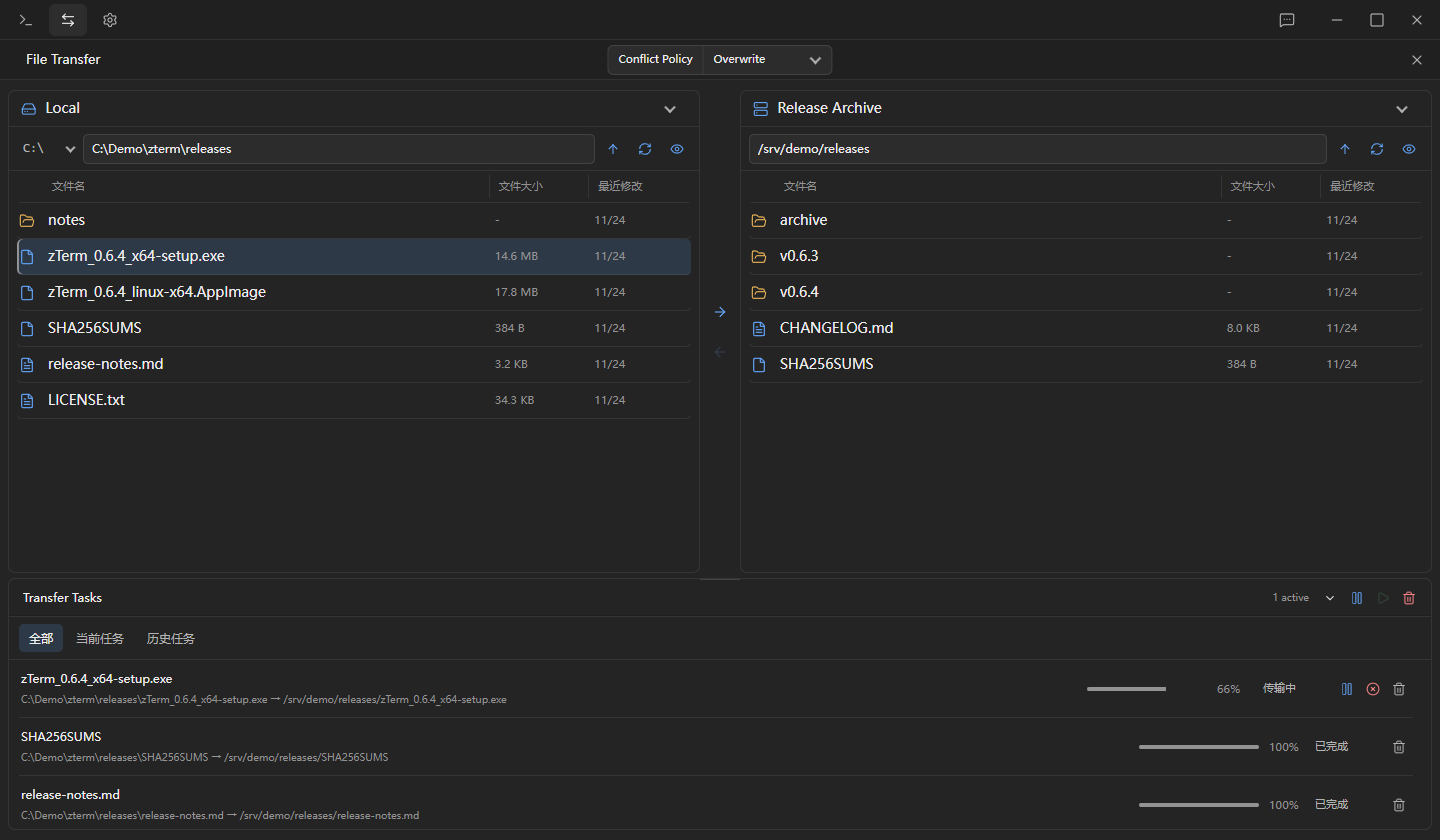 File Transfer
Conflict Policy Overwrite
Local
C:\ C:\Demo\zterm\releases
文件名 文件大小 最近修改
notes - 11/24
zTerm_0.6.4_x64-setup.exe 14.6 MB 11/24
zTerm_0.6.4_linux-x64.AppImage 17.8 MB 11/24
SHA256SUMS 384 B 11/24
release-notes.md 3.2 KB 11/24
LICENSE.txt 34.3 KB 11/24
Release Archive
/srv/demo/releases
文件名 文件大小 最近修改
archive - 11/24
v0.6.3 - 11/24
v0.6.4 - 11/24
CHANGELOG.md 8.0 KB 11/24
SHA256SUMS 384 B 11/24
Transfer Tasks 1 active
全部 当前任务 历史任务
zTerm_0.6.4_x64-setup.exe
C:\Demo\zterm\releases\zTerm_0.6.4_x64-setup.exe → /srv/demo/releases/zTerm_0.6.4_x64-setup.exe
66% 传输中
SHA256SUMS
C:\Demo\zterm\releases\SHA256SUMS → /srv/demo/releases/SHA256SUMS
100% 已完成
release-notes.md
C:\Demo\zterm\releases\release-notes.md → /srv/demo/releases/release-notes.md
100% 已完成